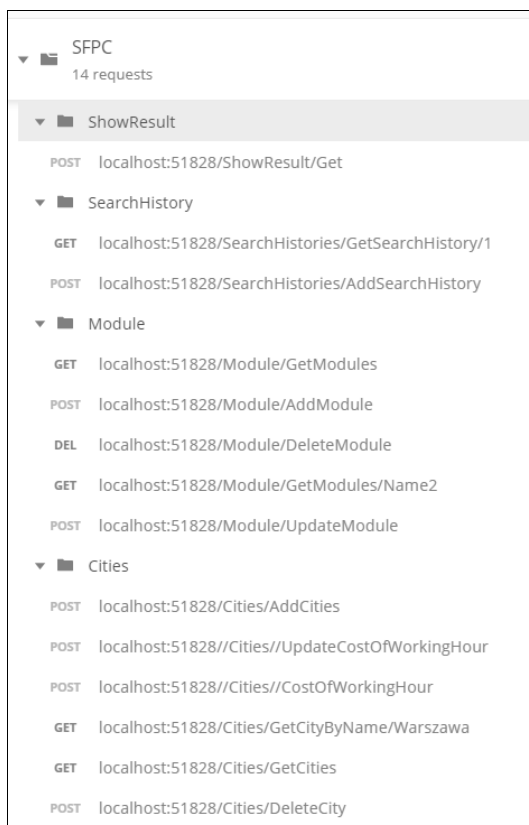 SFPC
14 requests
ShowResult
POST localhost:51828/ShowResult/Get
SearchHistory
GET localhost:51828/SearchHistories/GetSearchHistory/1
POST localhost:51828/SearchHistories/AddSearchHistory
Module
GET localhost:51828/Module/GetModules
POST localhost:51828/Module/AddModule
DEL localhost:51828/Module/DeleteModule
GET localhost:51828/Module/GetModules/Name2
POST localhost:51828/Module/UpdateModule
Cities
POST localhost:51828/Cities/AddCities
POST localhost:51828//Cities//UpdateCostOfWorkingHour
POST localhost:51828//Cities//CostOfWorkingHour
GET localhost:51828/Cities/GetCityByName/Warszawa
GET localhost:51828/Cities/GetCities
POST localhost:51828/Cities/DeleteCity